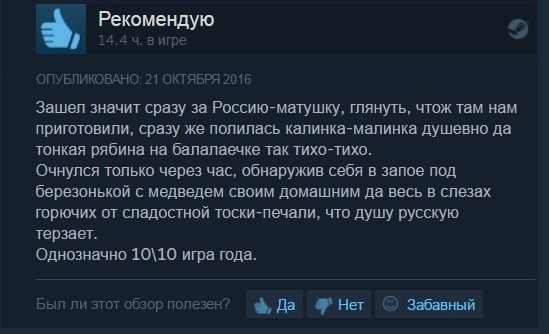 Рекомендую
14.4 ч. в игре
ОПУБЛИКОВАНО: 21 ОКТЯБРЯ 2016
Зашел значит сразу за Россию-матушку, глянуть, чтож там нам
приготовили, сразу же полилась калинка-малинка душевно да
тонкая рябина на балалаечке так тихо-тихо.
Очнулся только через час, обнаружив себя в запое под
березонькой с медведем своим домашним да весь в слезах
горючих от сладостной тоски-печали, что душу русскую
терзает.
Однозначно 10\10 игра года.
Был ли этот обзор полезен? Да Нет Забавный